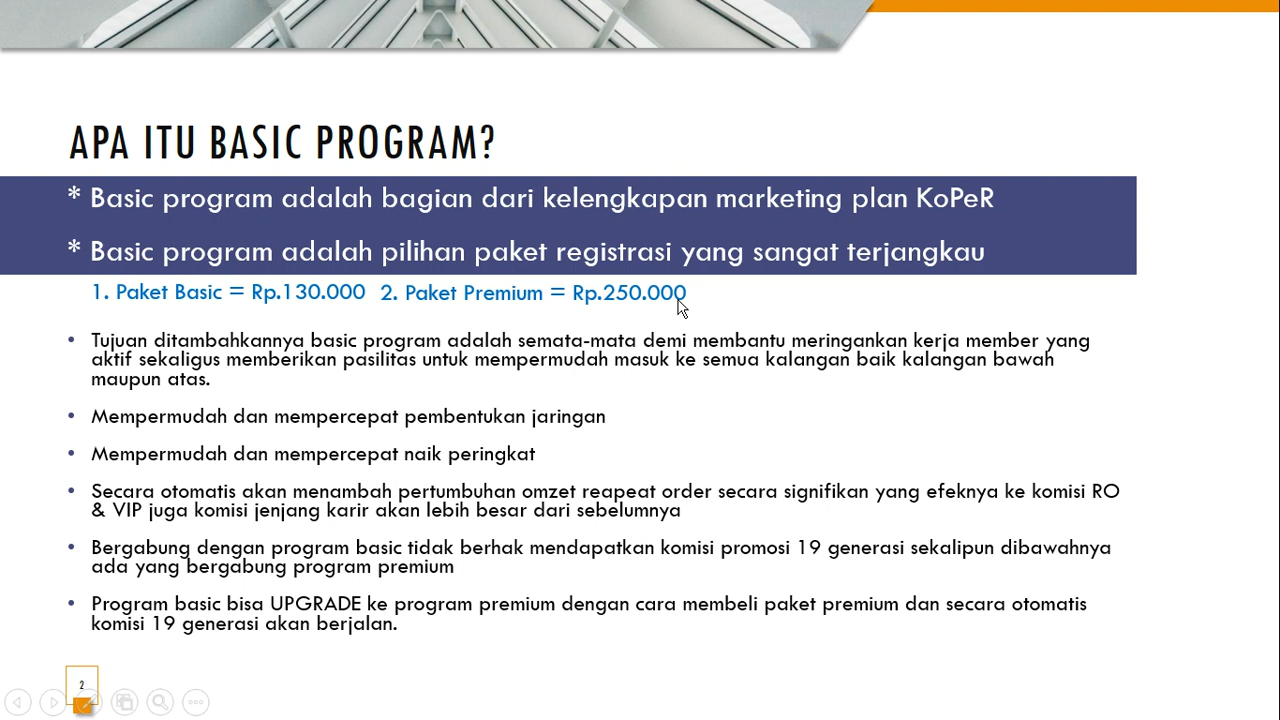 APA ITU BASIC PROGRAM?
* Basic program adalah bagian dari kelengkapan marketing plan KoPeR
* Basic program adalah pilihan paket registrasi yang sangat terjangkau
1. Paket Basic = Rp.130.000 2. Paket Premium = Rp.250.000
• Tujuan ditambahkannya basic program adalah semata-mata demi membantu meringankan kerja member yang
aktif sekaligus memberikan pasilitas untuk mempermudah masuk ke semua kalangan baik kalangan bawah
maupun atas.
• Mempermudah dan mempercepat pembentukan jaringan
• Mempermudah dan mempercepat naik peringkat
• Secara otomatis akan menambah pertumbuhan omzet reapeat order secara signifikan yang efeknya ke komisi RO
& VIP juga komisi jenjang karir akan lebih besar dari sebelumnya
• Bergabung dengan program basic tidak berhak mendapatkan komisi promosi 19 generasi sekalipun dibawahnya
ada yang bergabung program premium
• Program basic bisa UPGRADE ke program premium dengan cara membeli paket premium dan secara otomatis
komisi 19 generasi akan berjalan.
2